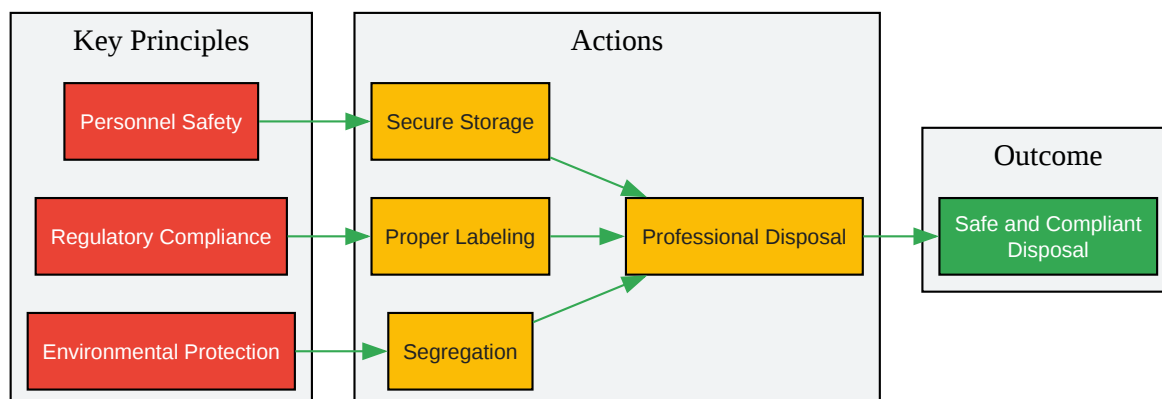 Key Principles
Personnel Safety
Regulatory Compliance
Environmental Protection
Actions
Secure Storage
Proper Labeling
Segregation
Professional Disposal
Outcome
Safe and Compliant
Disposal